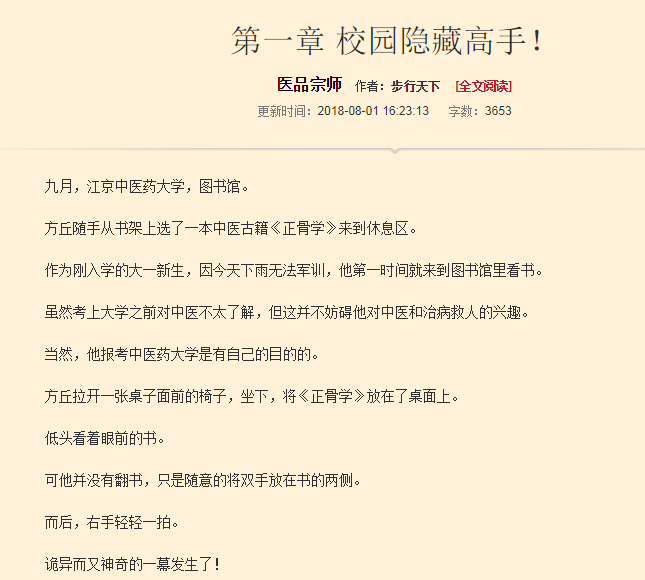 第一章 校园隐藏高手！
医品宗师 作者：步行天下 [全文阅读]
更新时间：2018-08-01 16:23:13 字数：3653
九月，江京中医药大学，图书馆。
方丘随手从书架上选了一本中医古籍《正骨学》来到休息区。
作为刚入学的大一新生，因今天下雨无法军训，他第一时间就来到图书馆里看书。
虽然考上大学之前对中医不太了解，但这并不妨碍他对中医和治病救人的兴趣。
当然，他报考中医药大学是有自己的目的的。
方丘拉开一张桌子面前的椅子，坐下，将《正骨学》放在了桌面上。
低头看着眼前的书。
可他并没有翻书，只是随意的将双手放在书的两侧。
而后，右手轻轻一拍。
诡异而又神奇的一幕发生了！